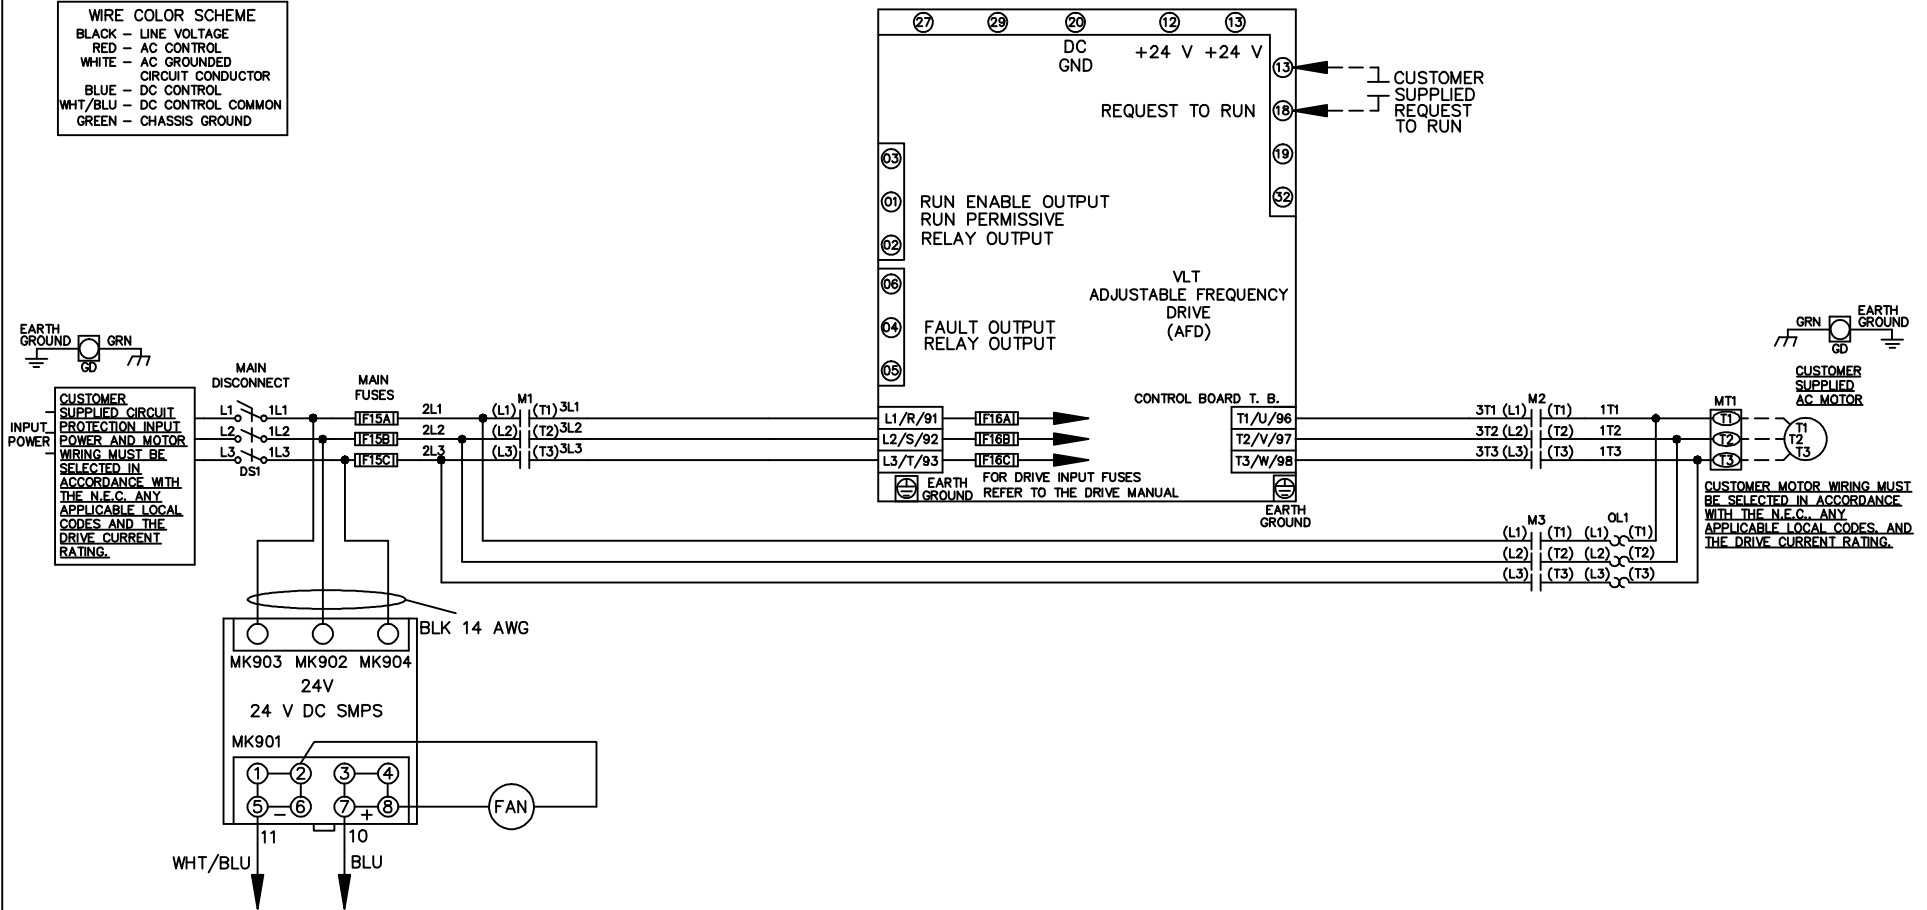 WIRE COLOR SCHEME
BLACK – LINE VOLTAGE
RED – AC CONTROL
WHITE – AC GROUNDED
CIRCUIT CONDUCTOR
BLUE – DC CONTROL
WHT/BLU – DC CONTROL COMMON
GREEN – CHASSIS GROUND
27 29 20 12 13
DC
GND
+24 V +24 V
13
REQUEST TO RUN 18
19
32
CUSTOMER
SUPPLIED
REQUEST
TO RUN
03
01
02
RUN ENABLE OUTPUT
RUN PERMISSIVE
RELAY OUTPUT
06
04
05
FAULT OUTPUT
RELAY OUTPUT
VLT
ADJUSTABLE FREQUENCY
DRIVE
(AFD)
CONTROL BOARD T. B.
L1/R/91 F16A
L2/S/92 F16B
L3/T/93 F16C
EARTH
GROUND
FOR DRIVE INPUT FUSES
REFER TO THE DRIVE MANUAL
T1/U/96
T2/V/97
T3/W/98
EARTH
GROUND
EARTH
GROUND
GRN
GD
INPUT
POWER
CUSTOMER
SUPPLIED CIRCUIT
PROTECTION INPUT
POWER AND MOTOR
WIRING MUST BE
SELECTED IN
ACCORDANCE WITH
THE N.E.C. ANY
APPLICABLE LOCAL
CODES AND THE
DRIVE CURRENT
RATING.
MAIN
DISCONNECT
L1 1L1
L2 1L2
L3 1L3
DS1
MAIN
FUSES
F15A 2L1
F15B 2L2
F15C 2L3
M1
(L1) (T1) 3L1
(L2) (T2) 3L2
(L3) (T3) 3L3
M2
3T1 (L1) (T1) 1T1
3T2 (L2) (T2) 1T2
3T3 (L3) (T3) 1T3
M3 OL1
(L1) (T1) (L1) (T1)
(L2) (T2) (L2) (T2)
(L3) (T3) (L3) (T3)
GRN
GD
EARTH
GROUND
CUSTOMER
SUPPLIED
AC MOTOR
MT1
T1
T2
T3
T1
T2
T3
CUSTOMER MOTOR WIRING MUST
BE SELECTED IN ACCORDANCE
WITH THE N.E.C., ANY
APPLICABLE LOCAL CODES, AND
THE DRIVE CURRENT RATING.
BLK 14 AWG
MK903 MK902 MK904
24V
24 V DC SMPS
MK901
1 2 3 4
5 – 6 7 + 8
FAN
11 10
WHT/BLU BLU